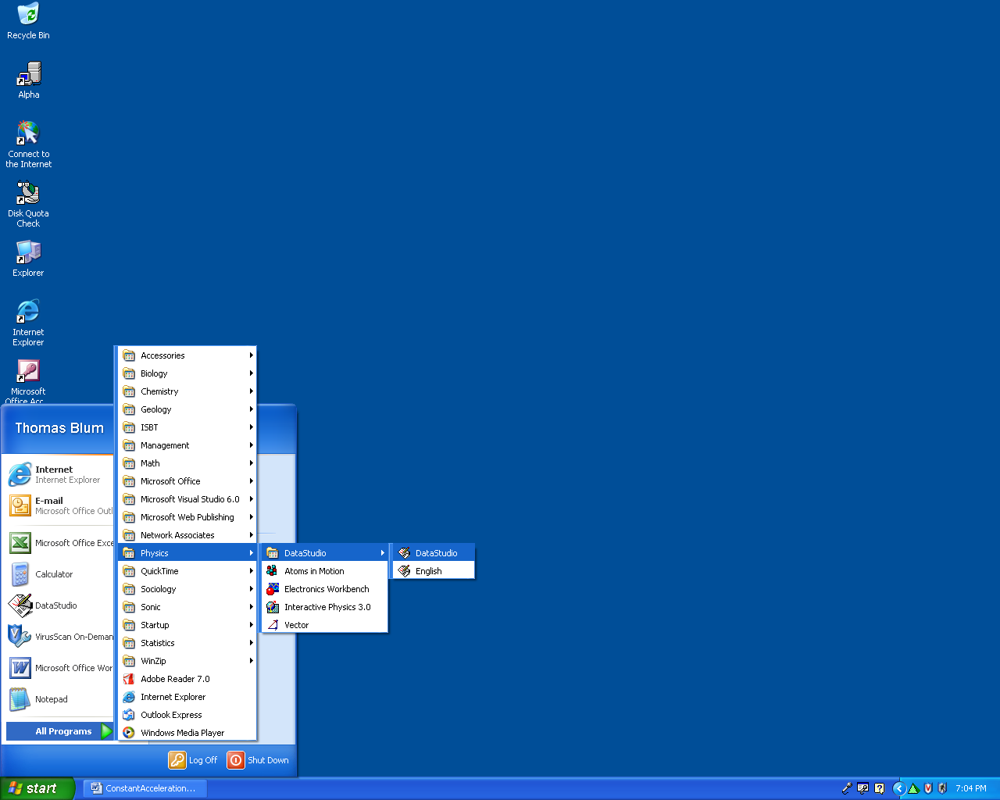 Recycle Bin
Alpha
Connect to
the Internet
Disk Quota
Check
Explorer
Internet
Explorer
Microsoft
Office Acc...
Thomas Blum
Internet
Internet Explorer
E-mail
Microsoft Office Outl
Microsoft Office Exce
Calculator
DataStudio
VirusScan On-Deman
Microsoft Office Wor
Notepad
All Programs
Accessories
Biology
Chemistry
Geology
ISBT
Management
Math
Microsoft Office
Microsoft Visual Studio 6.0
Microsoft Web Publishing
Network Associates
Physics
QuickTime
Sociology
Sonic
Startup
Statistics
WinZip
Adobe Reader 7.0
Internet Explorer
Outlook Express
Windows Media Player
DataStudio
Atoms in Motion
Electronics Workbench
Interactive Physics 3.0
Vector
DataStudio
English
Log Off
Shut Down
start
ConstantAcceleration...
7:04 PM